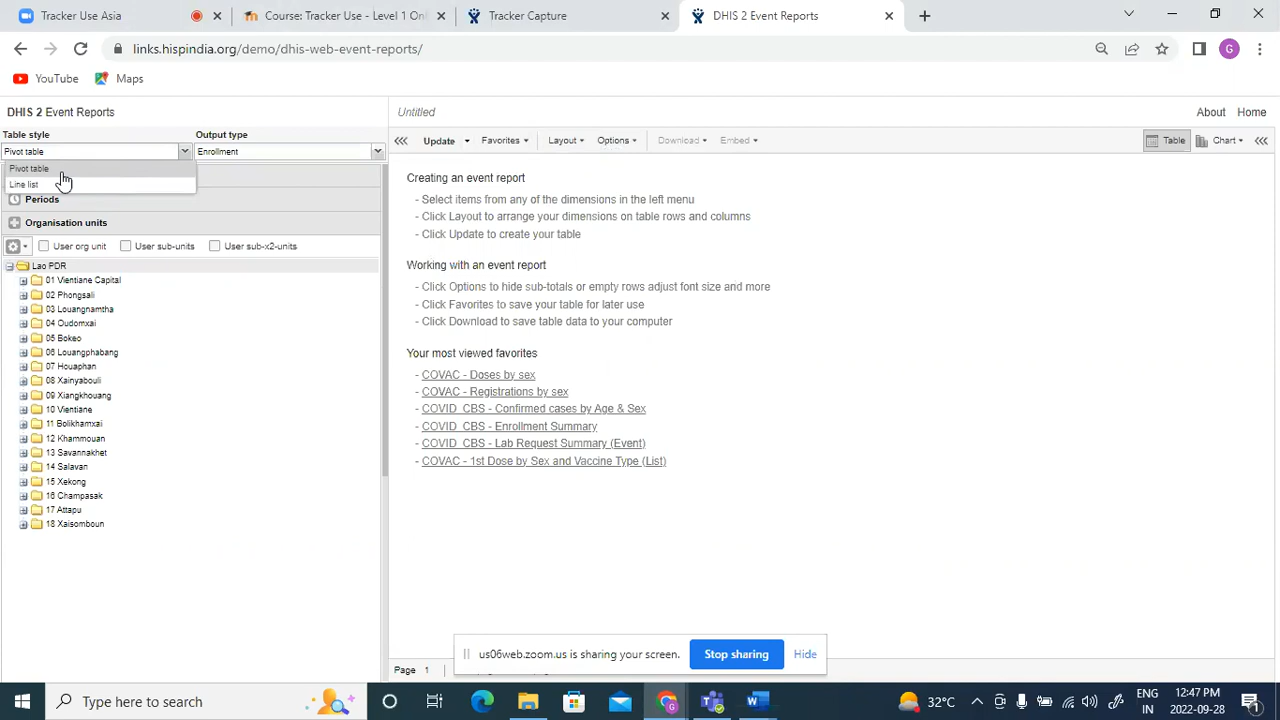 Tracker Use Asia
Course: Tracker Use - Level 1 Onl
Tracker Capture
DHIS 2 Event Reports
links.hispindia.org/demo/dhis-web-event-reports/
G
YouTube
Maps
DHIS 2 Event Reports
Untitled
About
Home
Table style
Output type
Pivot table
Enrollment
Update
Favorites
Layout
Options
Download
Embed
Table
Chart
Pivot table
Line list
Periods
Organisation units
User org unit
User sub-units
User sub-x2-units
Lao PDR
01 Vientiane Capital
02 Phongsali
03 Louangnamtha
04 Oudomxai
05 Bokeo
06 Louangphabang
07 Houaphan
08 Xainyabouli
09 Xiangkhouang
10 Vientiane
11 Bolikhamxai
12 Khammouan
13 Savannakhet
14 Salavan
15 Xekong
16 Champasak
17 Attapu
18 Xaisomboun
Creating an event report
- Select items from any of the dimensions in the left menu
- Click Layout to arrange your dimensions on table rows and columns
- Click Update to create your table
Working with an event report
- Click Options to hide sub-totals or empty rows adjust font size and more
- Click Favorites to save your table for later use
- Click Download to save table data to your computer
Your most viewed favorites
- COVAC - Doses by sex
- COVAC - Registrations by sex
- COVID_CBS - Confirmed cases by Age & Sex
- COVID_CBS - Enrollment Summary
- COVID_CBS - Lab Request Summary (Event)
- COVAC - 1st Dose by Sex and Vaccine Type (List)
us06web.zoom.us is sharing your screen.
Stop sharing
Hide
Page 1
Type here to search
32°C
ENG
IN
12:47 PM
2022-09-28
1